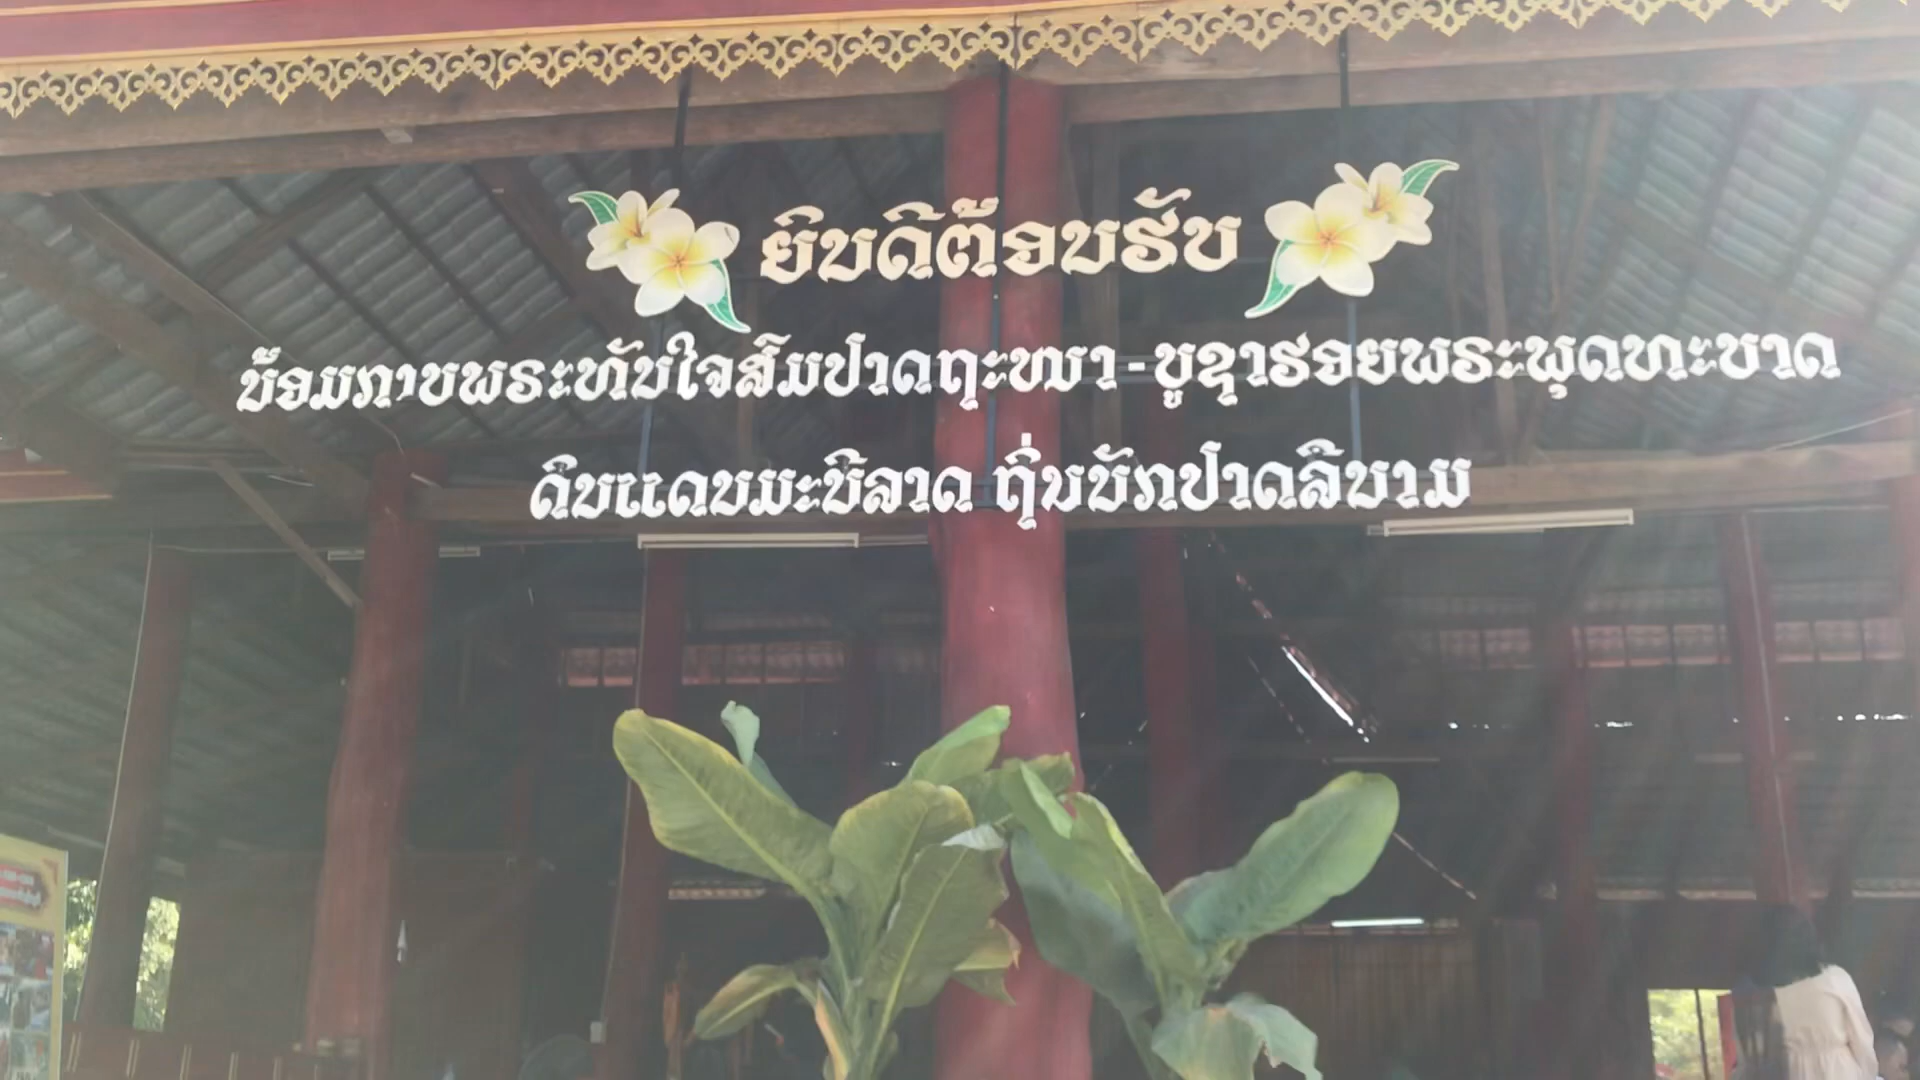 ຍິນດີຕ້ອນຮັບ
ນ້ອມກາບພຣະທັນໃຈສົມປາດຖະໜາ-ບູຊາຮອຍພຣະພຸດທະບາດ
ດິນແດນມະນີລາດ ຖິ່ນນັກປາດລືນາມ